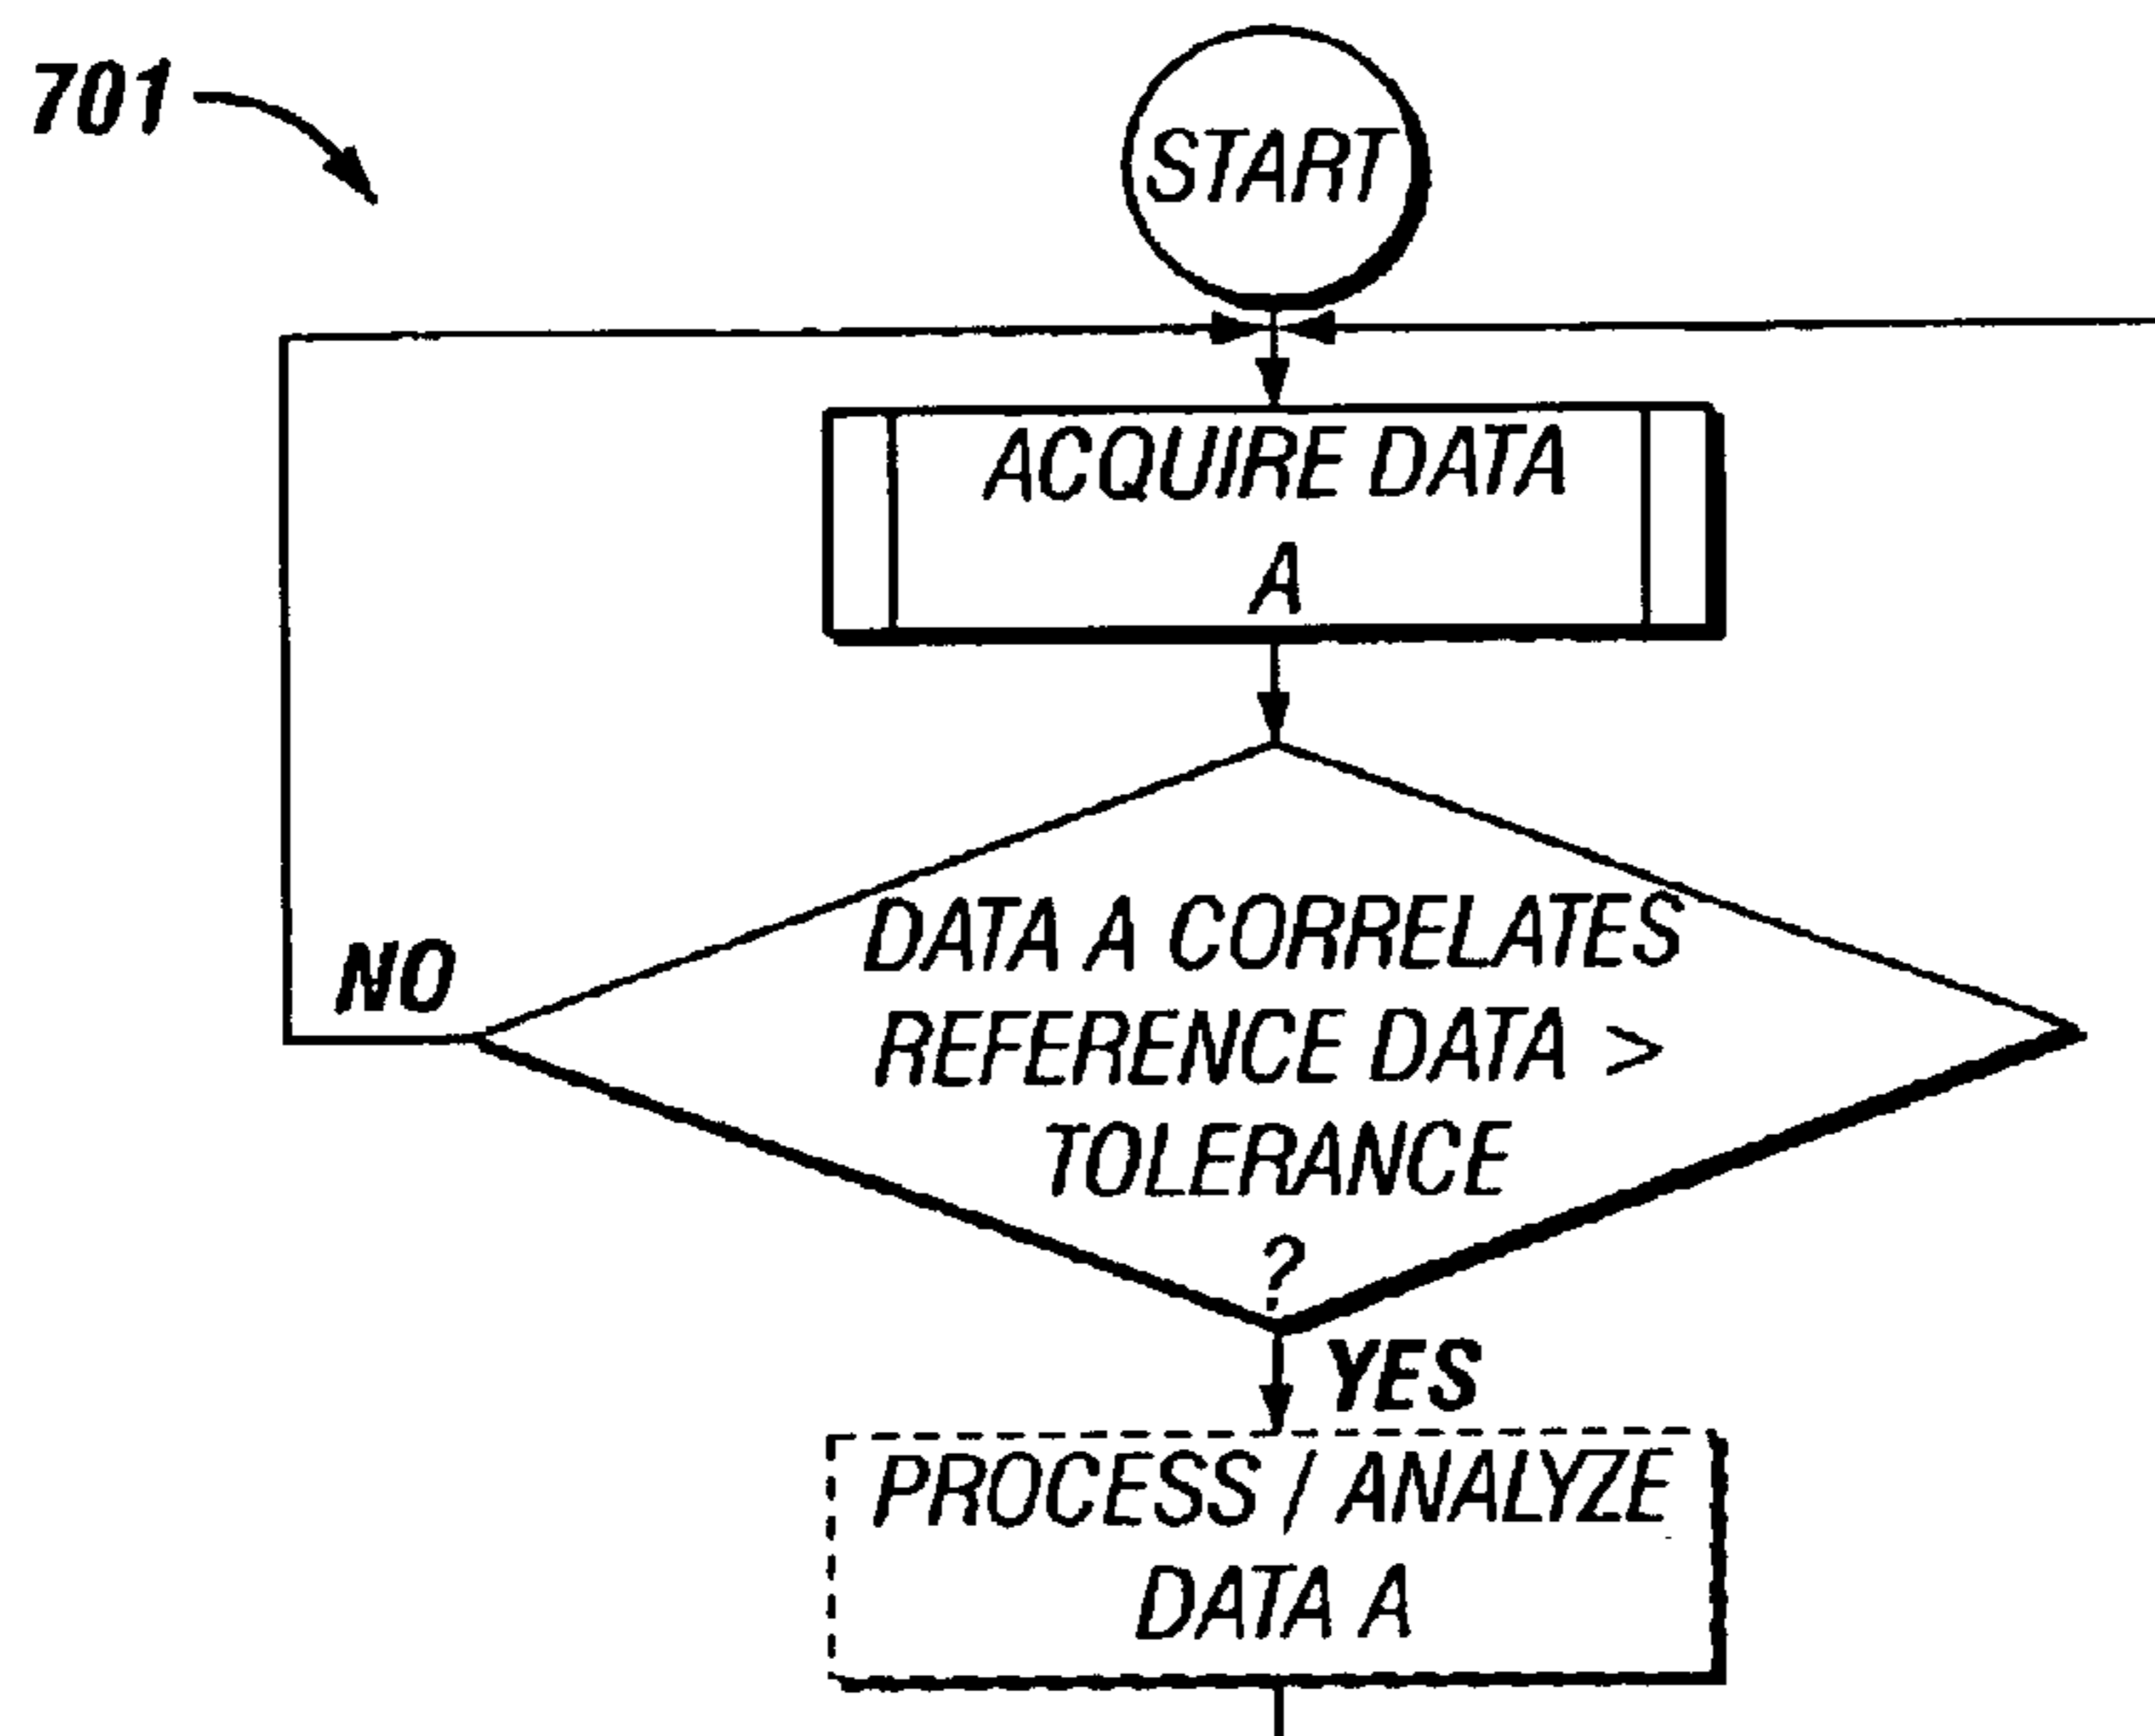 701
START
ACQUIRE DATA
A
DATA A CORRELATES
REFERENCE DATA >
TOLERANCE
?
NO
YES
PROCESS / ANALYZE
DATA A